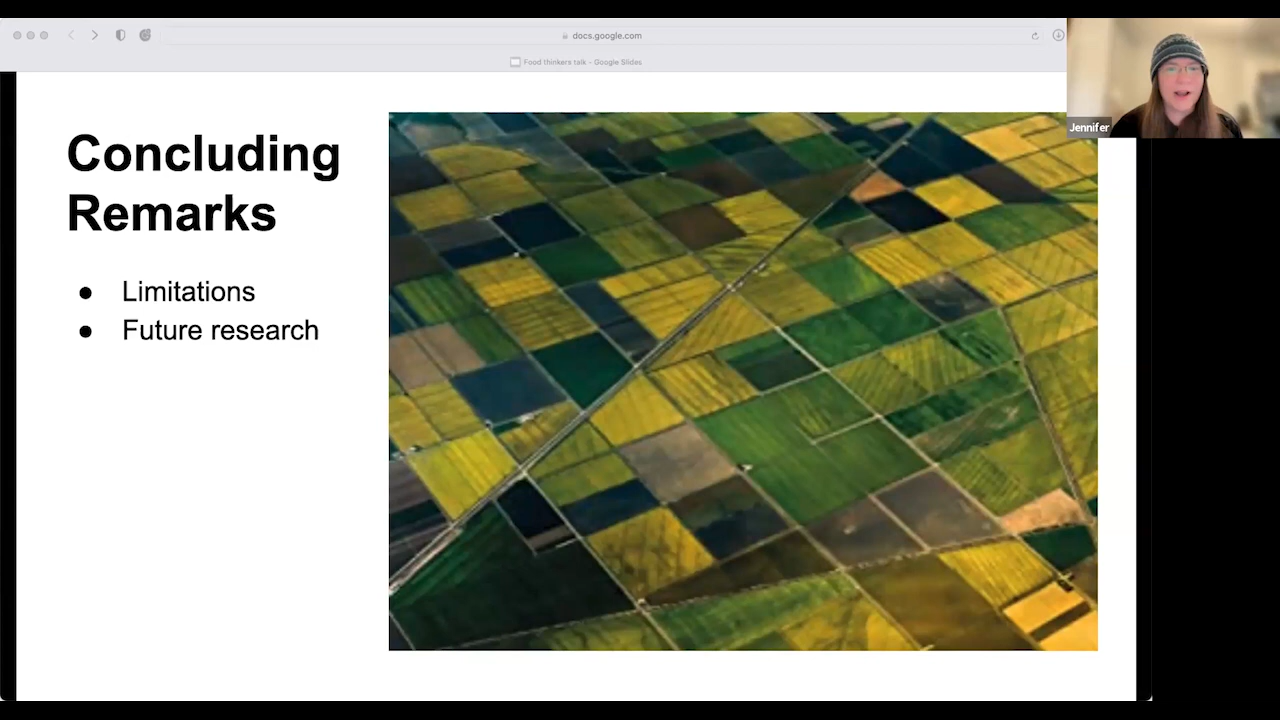 docs.google.com
Food thinkers talk - Google Slides
Jennifer
Concluding
Remarks
● Limitations
● Future research